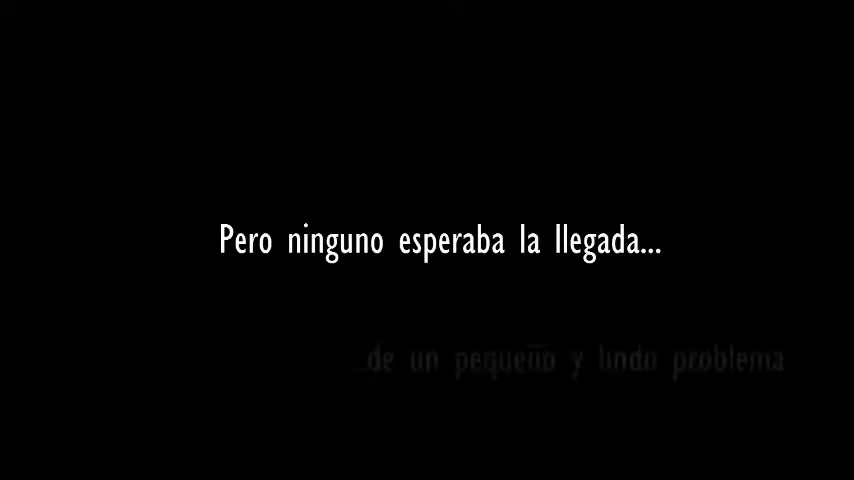 Pero ninguno esperaba la llegada...
...de un pequeño y lindo problema